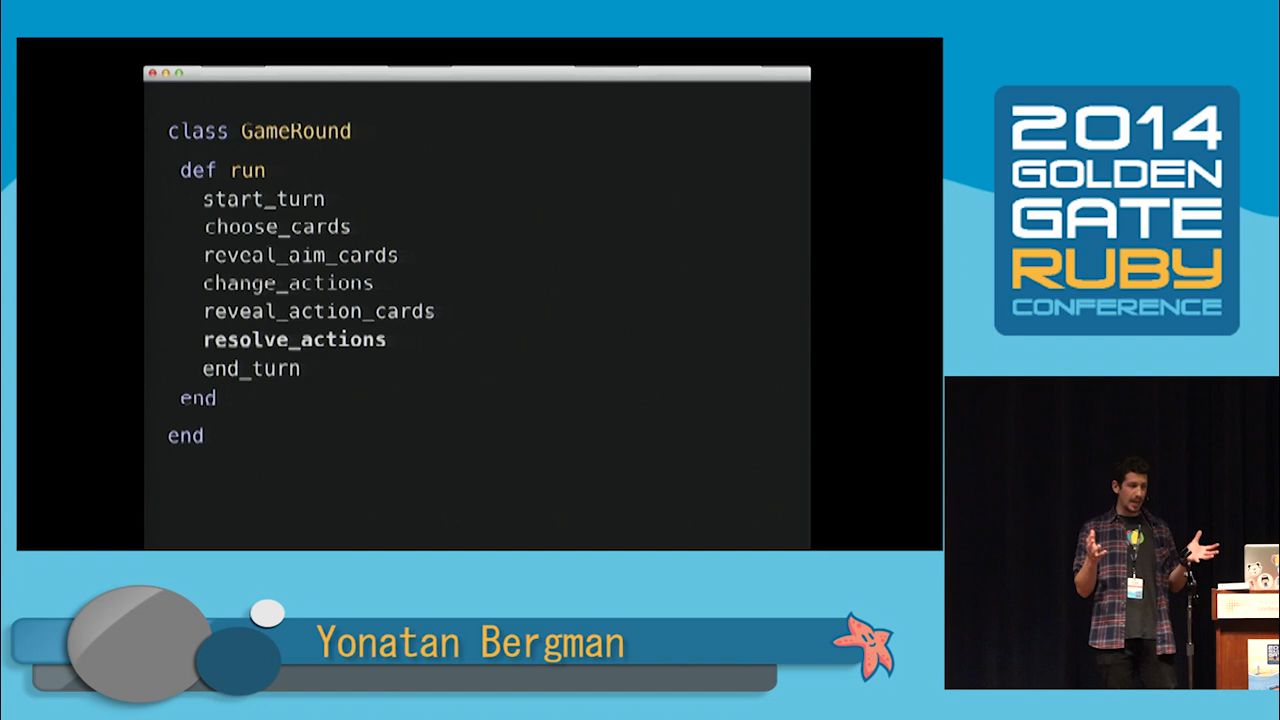 class GameRound
def run
start_turn
choose_cards
reveal_aim_cards
change_actions
reveal_action_cards
resolve_actions
end_turn
end
end
2014
GOLDEN
GATE
RUBY
CONFERENCE
Yonatan Bergman